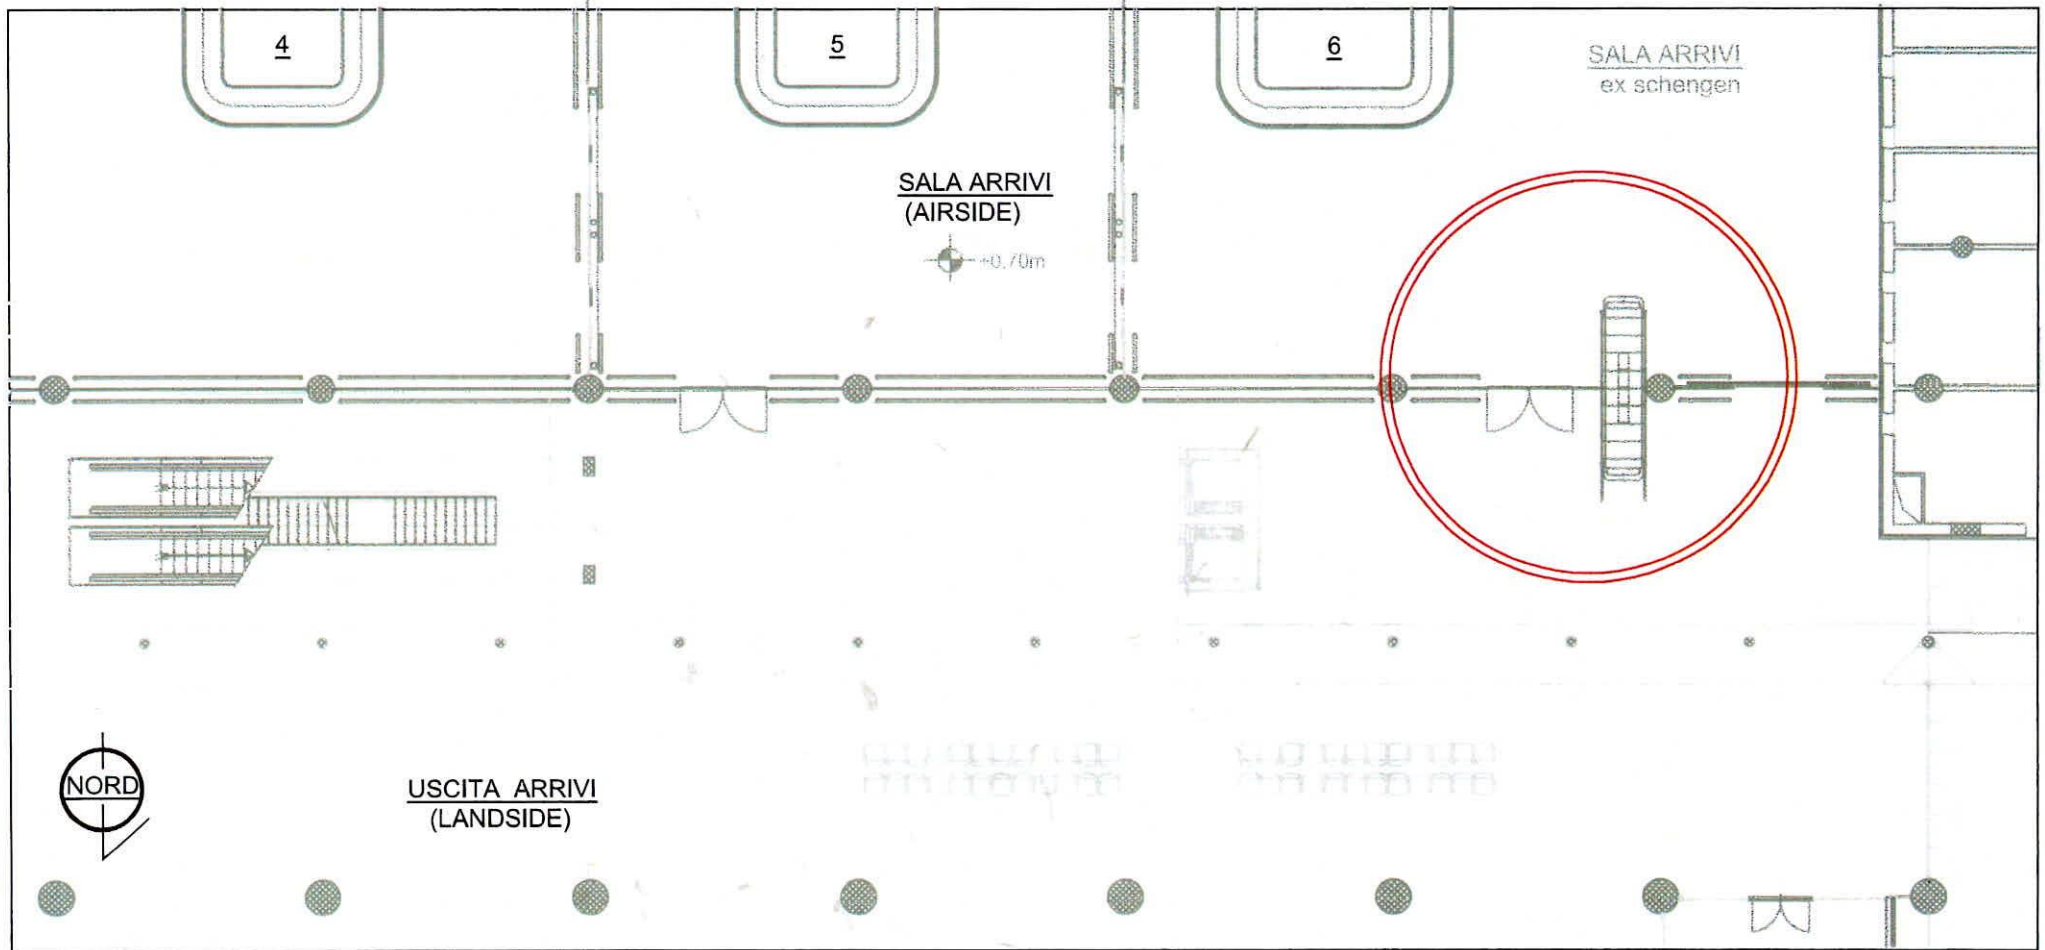 4
5
6
SALA ARRIVI
ex schengen
SALA ARRIVI
(AIRSIDE)
+0.70m
NORD
USCITA ARRIVI
(LANDSIDE)